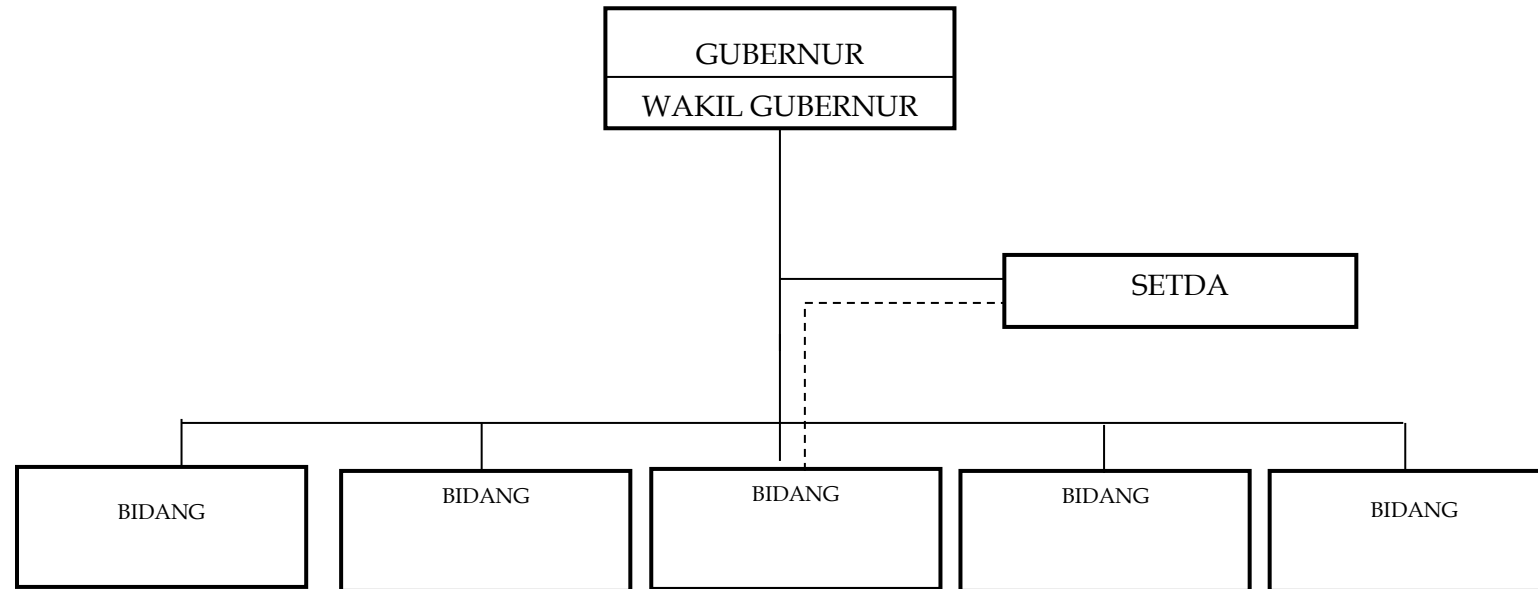 GUBERNUR
WAKIL GUBERNUR
SETDA
BIDANG
BIDANG
BIDANG
BIDANG
BIDANG